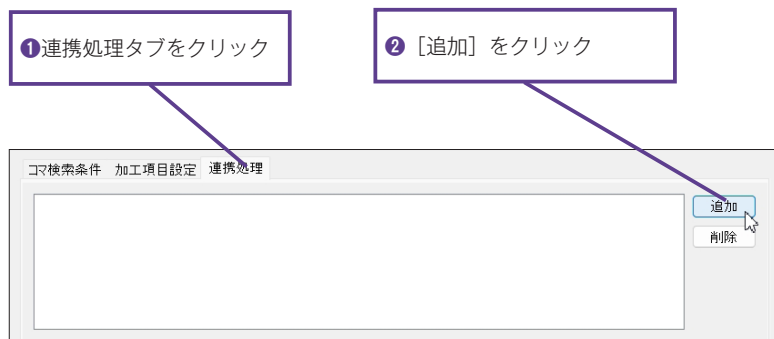 ❶連携処理タブをクリック
❷［追加］をクリック
コマ検索条件 加工項目設定 連携処理
追加
削除